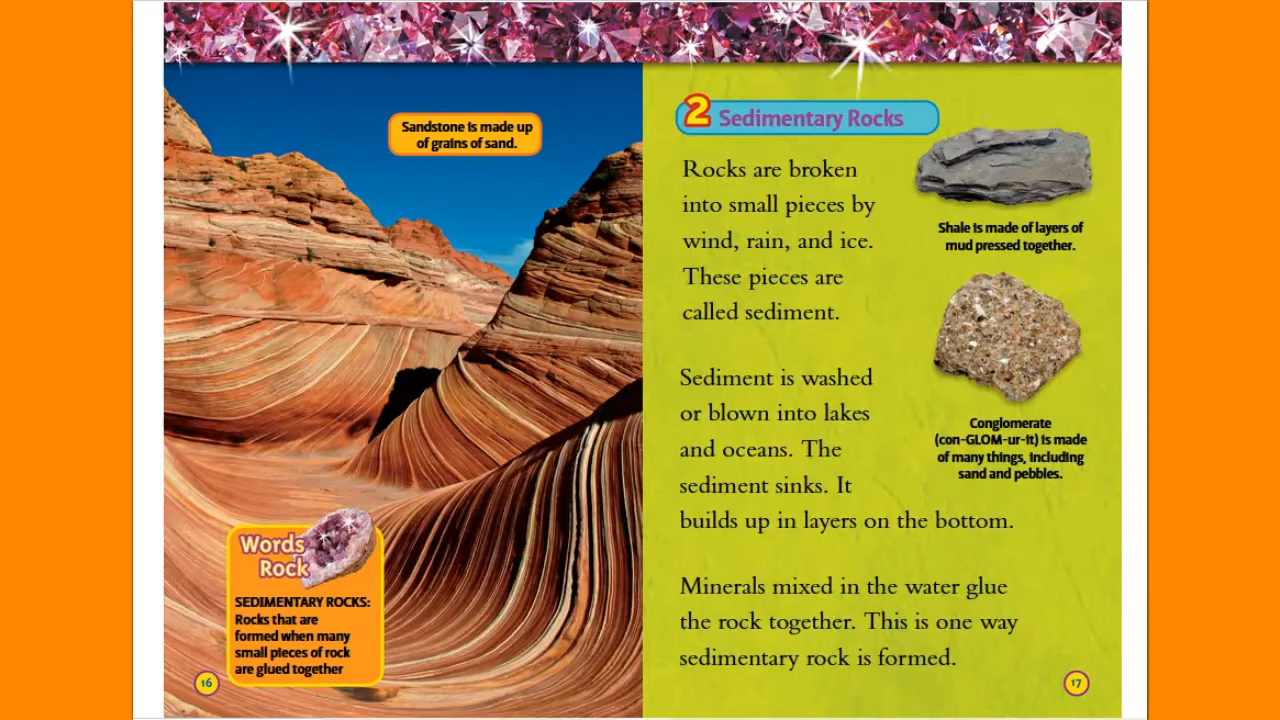 Sandstone is made up
of grains of sand.
Words
Rock
SEDIMENTARY ROCKS:
Rocks that are
formed when many
small pieces of rock
are glued together
16
2 Sedimentary Rocks
Rocks are broken
into small pieces by
wind, rain, and ice.
These pieces are
called sediment.
Sediment is washed
or blown into lakes
and oceans. The
sediment sinks. It
builds up in layers on the bottom.
Minerals mixed in the water glue
the rock together. This is one way
sedimentary rock is formed.
Shale is made of layers of
mud pressed together.
Conglomerate
(con-GLOM-ur-it) is made
of many things, including
sand and pebbles.
17